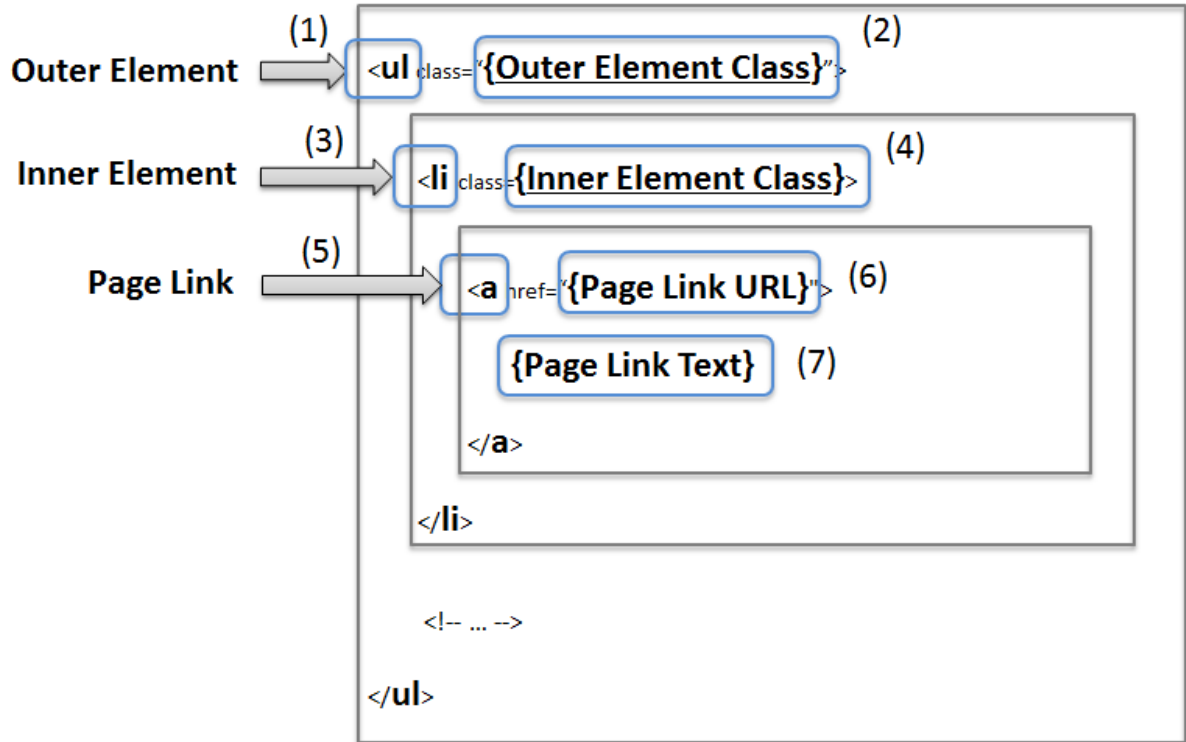 (1) (2)
Outer Element <ul class="{Outer Element Class}">
(3) (4)
Inner Element <li class={Inner Element Class}>
(5)
Page Link <a href="{Page Link URL}"> (6)
{Page Link Text} (7)
</a>
</li>
<!-- ... -->
</ul>